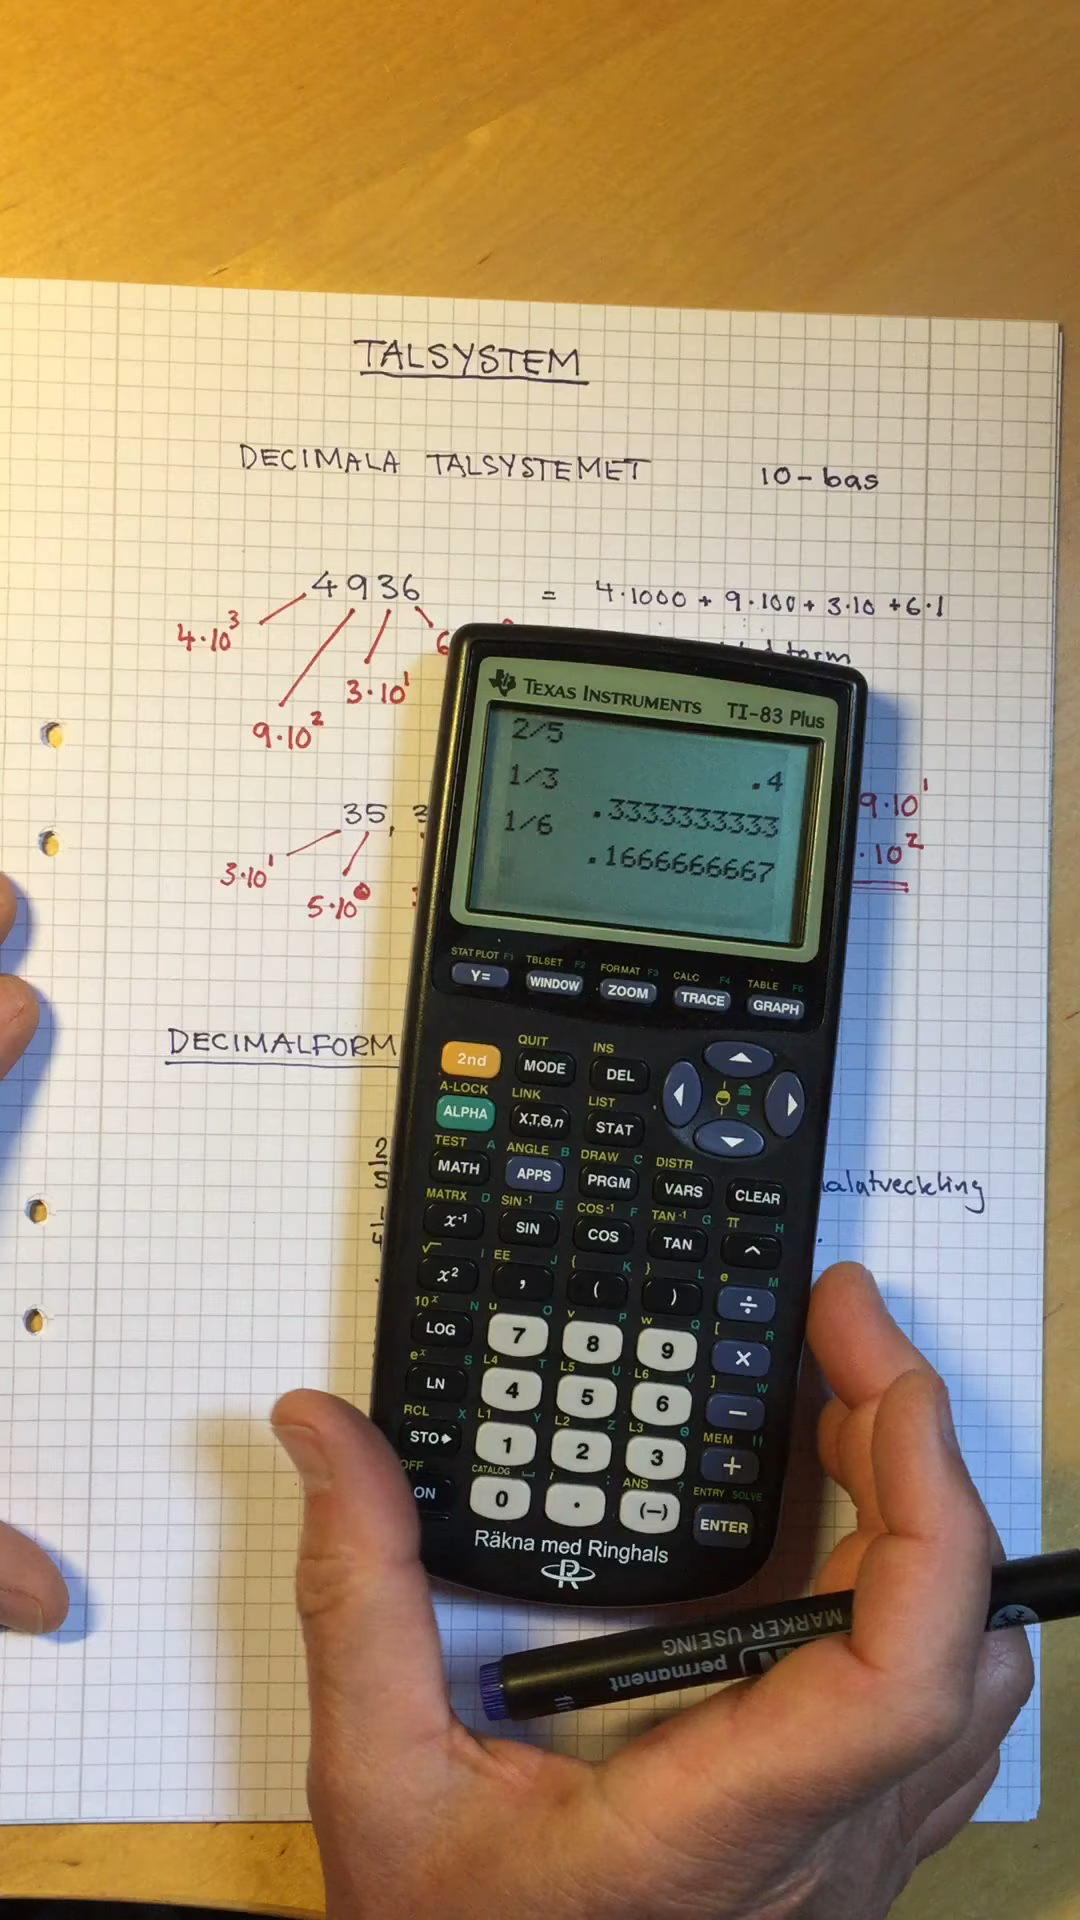 TALSYSTEM
DECIMALA TALSYSTEMET 10-bas
4936 = 4·1000 + 9·100 + 3·10 + 6·1
4·10³ 9·10² 3·10¹ 6
35,
3·10¹ 5·10⁰
9·10¹
·10²
DECIMALFORM
2/5
1/4
TEXAS INSTRUMENTS TI-83 Plus
2/5
.4
1/3
.3333333333
1/6
.1666666667
STAT PLOT F1 TBLSET F2 FORMAT F3 CALC F4 TABLE F5
Y= WINDOW ZOOM TRACE GRAPH
QUIT INS
2nd MODE DEL
A-LOCK LINK LIST
ALPHA X,T,Θ,n STAT
TEST A ANGLE B DRAW C DISTR
MATH APPS PRGM VARS CLEAR
MATRX D SIN⁻¹ E COS⁻¹ F TAN⁻¹ G π H
x⁻¹ SIN COS TAN ^
√ I EE J { K } L e M
x² , ( ) ÷
10ˣ N u O v P w Q [ R
LOG 7 8 9 ×
eˣ S L4 T L5 U L6 V ] W
LN 4 5 6 −
RCL X L1 Y L2 Z L3 Θ MEM "
STO▶ 1 2 3 +
OFF CATALOG i : ANS ? ENTRY SOLVE
ON 0 . (−) ENTER
Räkna med Ringhals
R
MARKER USEING
permanent